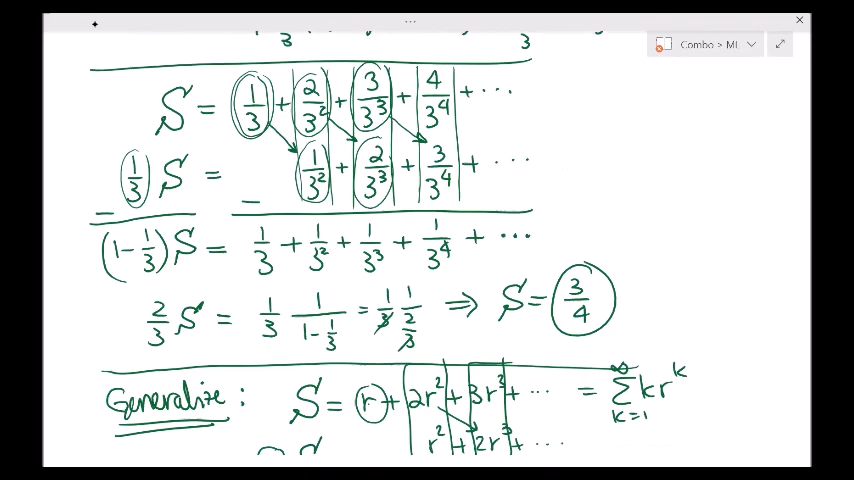 Combo > ML
S = 1/3 + 2/3² + 3/3³ + 4/3⁴ + ···
1/3 S = 1/3² + 2/3³ + 3/3⁴ + ···
(1 - 1/3) S = 1/3 + 1/3² + 1/3³ + 1/3⁴ + ···
2/3 S = 1/3 1/(1 - 1/3) = 1/3 1/(2/3) ⇒ S = 3/4
Generalize: S = r + 2r² + 3r³ + ··· = ∑_{k=1}^{∞} k r^k
r² + 2r³ + ···